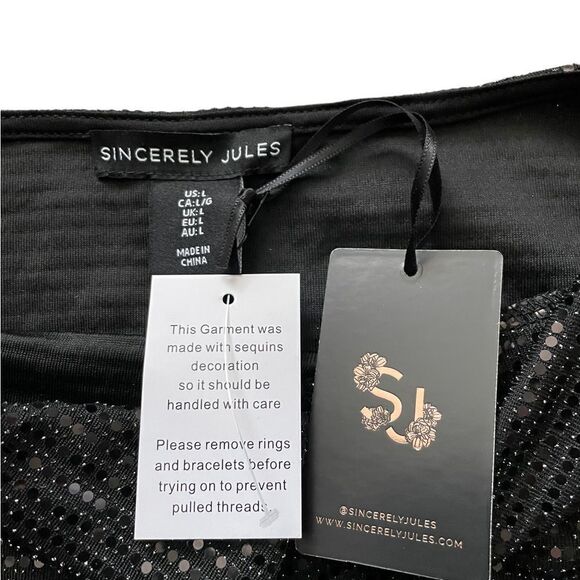 SINCERELY JULES
US: L
CA: L/G
UK: L
EU: L
AU: L
MADE IN
CHINA
This Garment was
made with sequins
decoration
so it should be
handled with care
Please remove rings
and bracelets before
trying on to prevent
pulled threads.
SJ
@SINCERELYJULES
WWW.SINCERELYJULES.COM